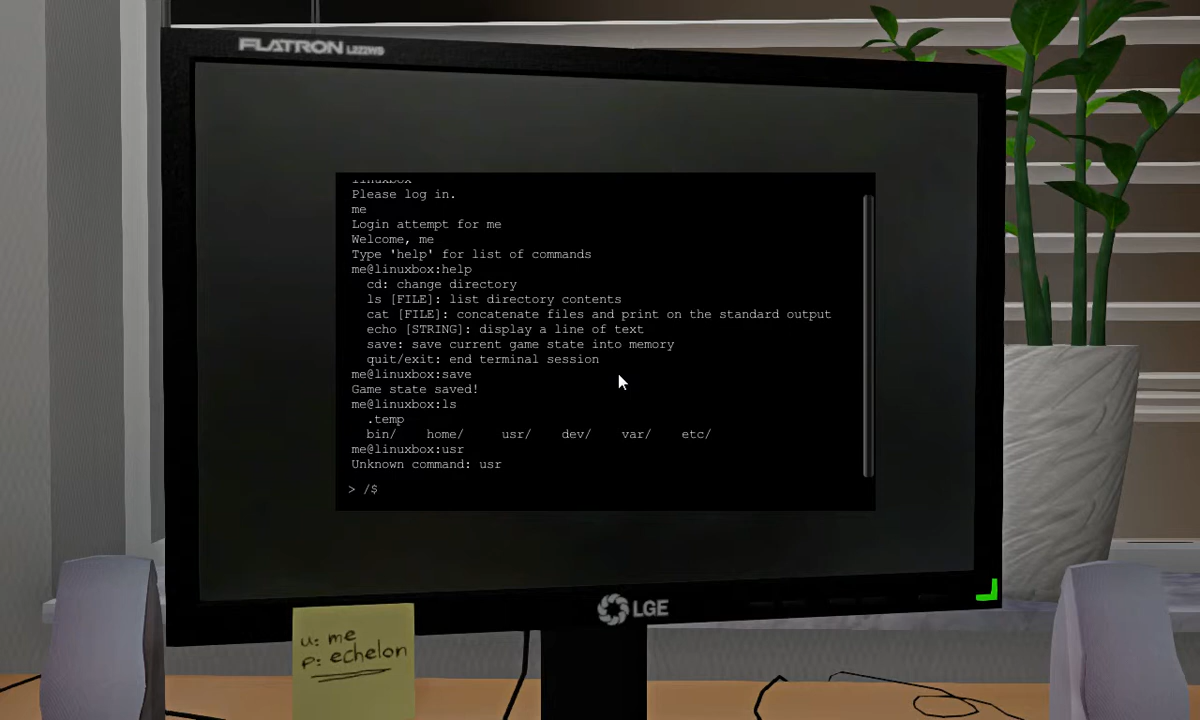 FLATRON L222WS
linuxbox
Please log in.
me
Login attempt for me
Welcome, me
Type 'help' for list of commands
me@linuxbox:help
cd: change directory
ls [FILE]: list directory contents
cat [FILE]: concatenate files and print on the standard output
echo [STRING]: display a line of text
save: save current game state into memory
quit/exit: end terminal session
me@linuxbox:save
Game state saved!
me@linuxbox:ls
.temp
bin/ home/ usr/ dev/ var/ etc/
me@linuxbox:usr
Unknown command: usr
> /$
LGE
u: me
p: echelon